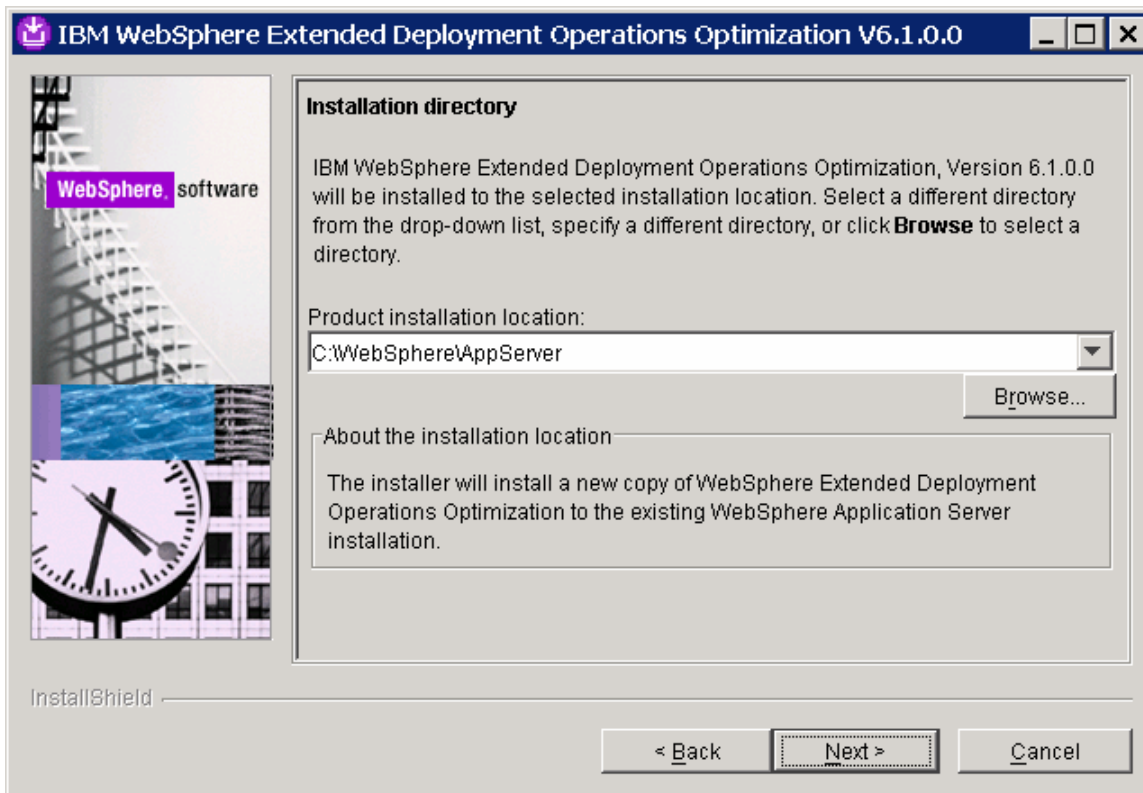 IBM WebSphere Extended Deployment Operations Optimization V6.1.0.0
WebSphere. software
Installation directory
IBM WebSphere Extended Deployment Operations Optimization, Version 6.1.0.0
will be installed to the selected installation location. Select a different directory
from the drop-down list, specify a different directory, or click Browse to select a
directory.
Product installation location:
C:\WebSphere\AppServer
Browse...
About the installation location
The installer will install a new copy of WebSphere Extended Deployment
Operations Optimization to the existing WebSphere Application Server
installation.
InstallShield
< Back
Next >
Cancel